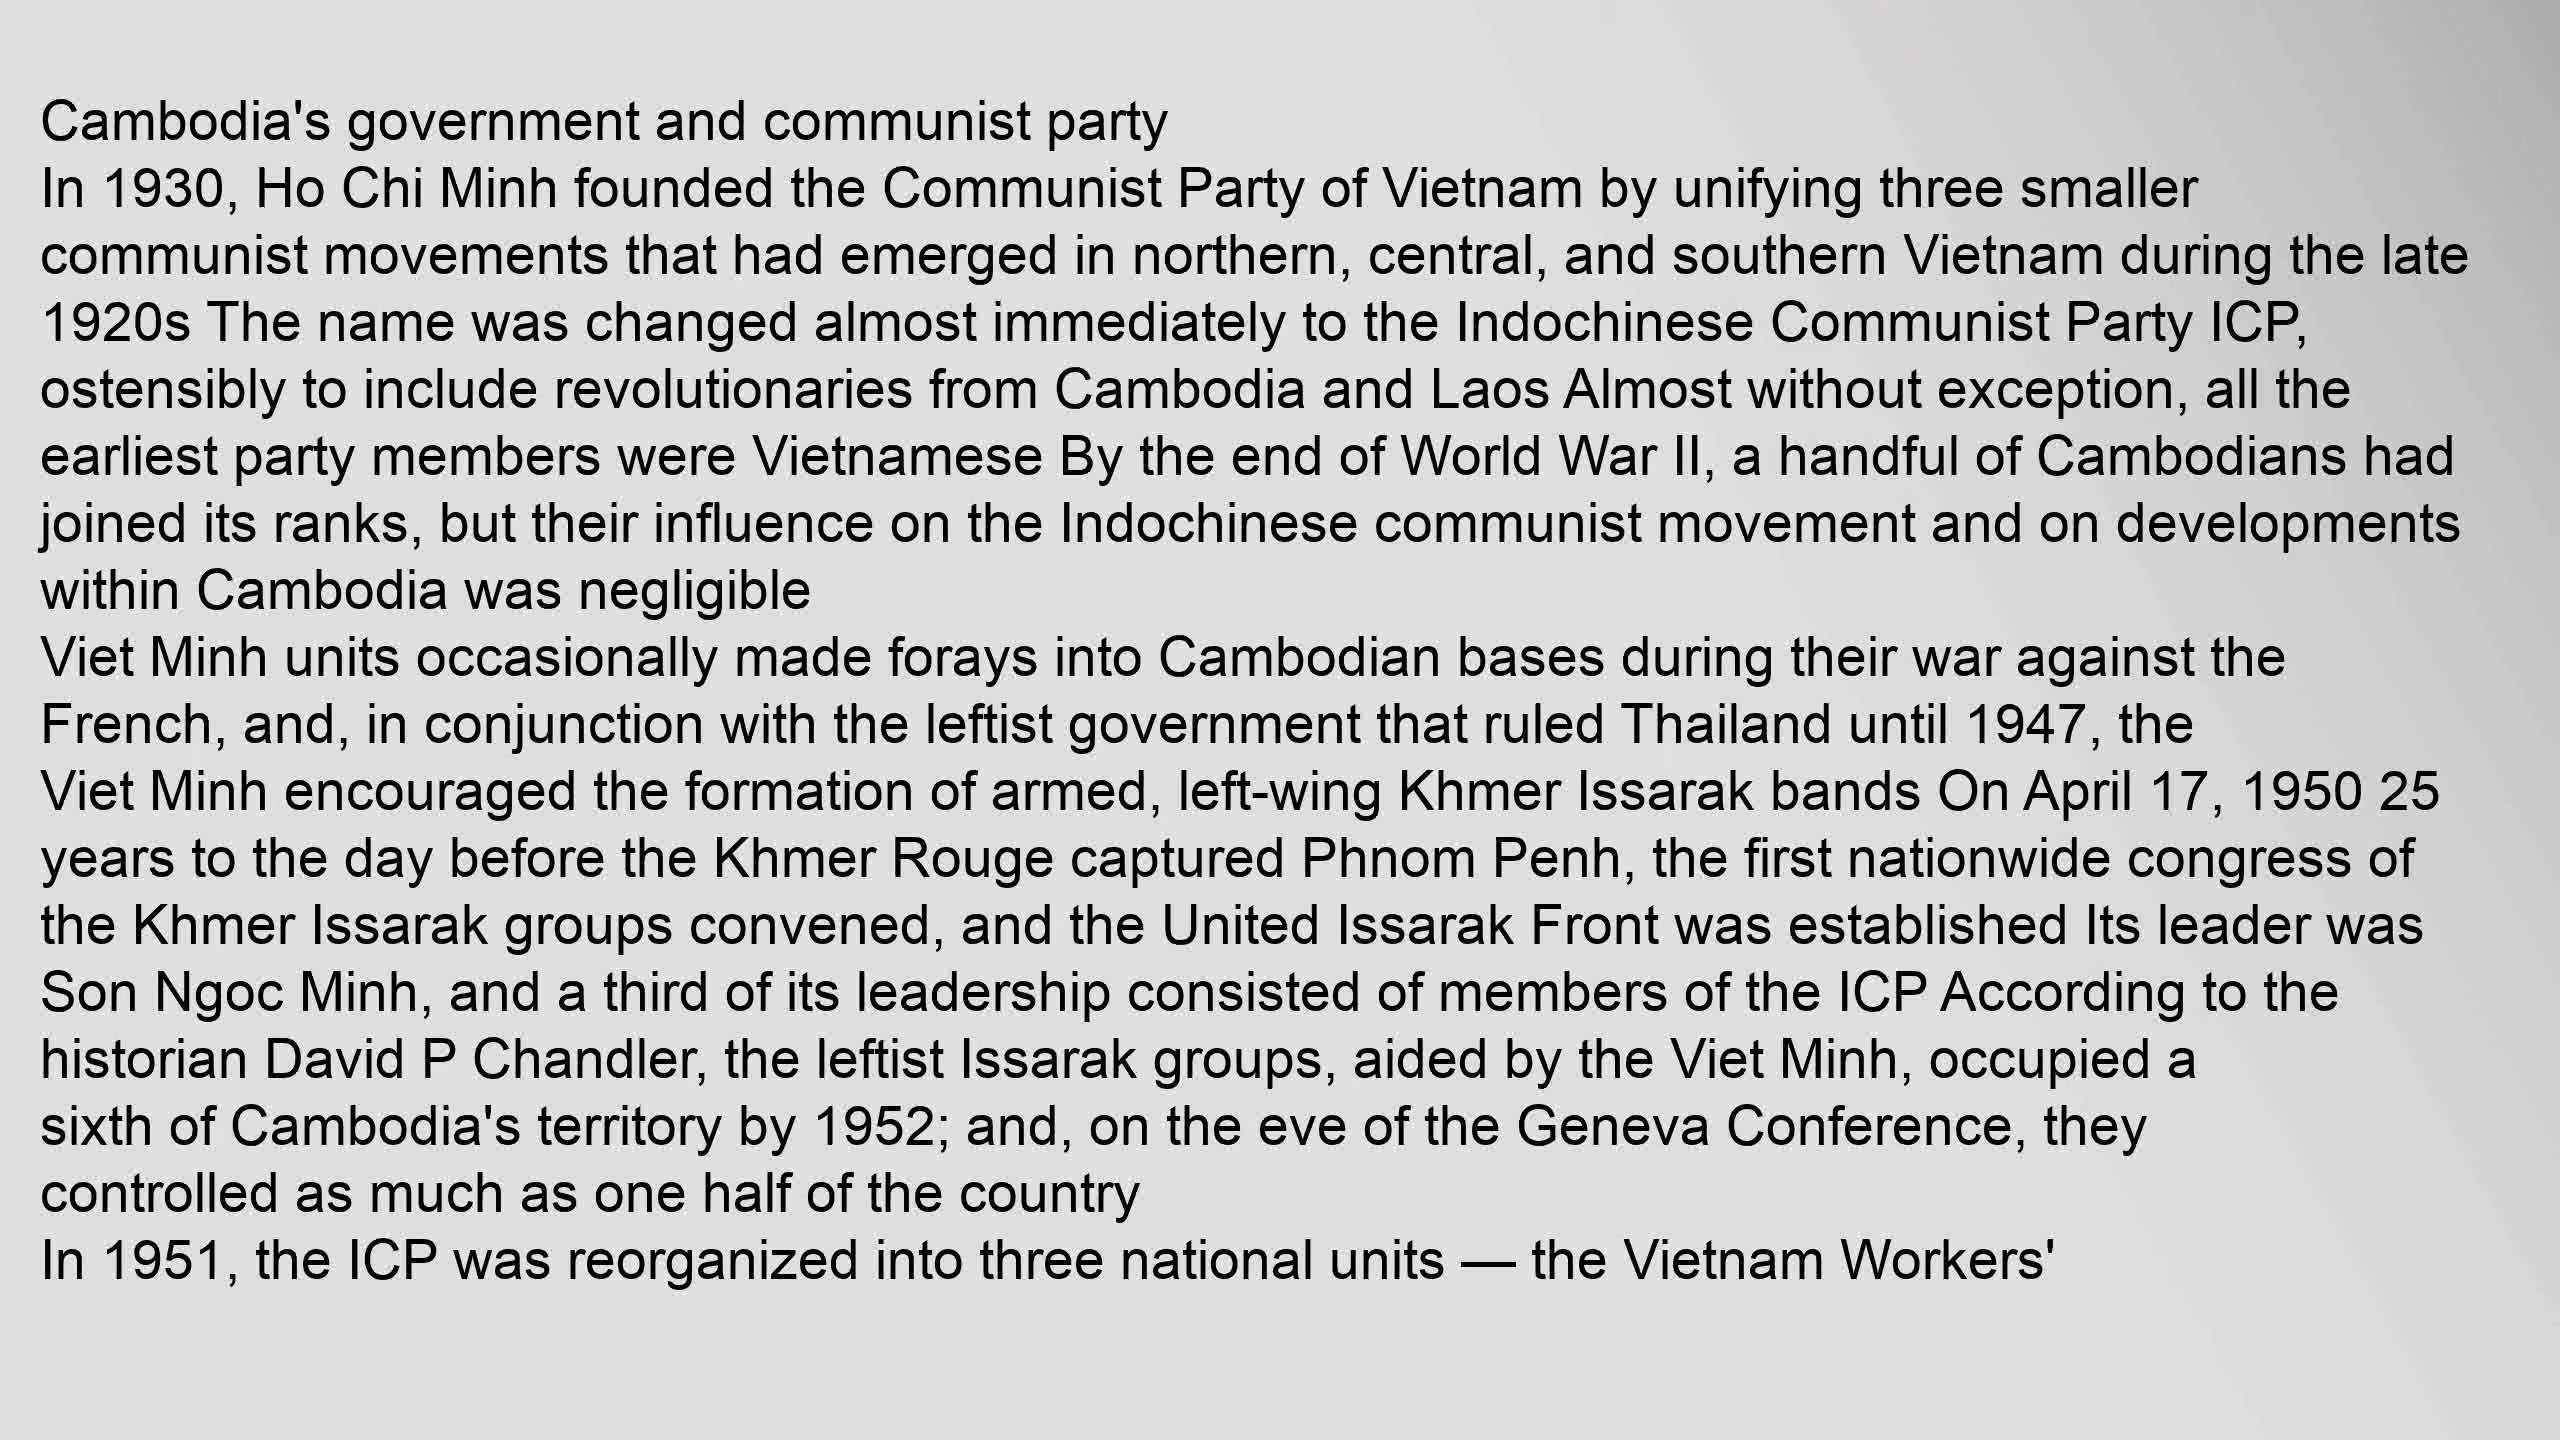 Cambodia's government and communist party
In 1930, Ho Chi Minh founded the Communist Party of Vietnam by unifying three smaller
communist movements that had emerged in northern, central, and southern Vietnam during the late
1920s The name was changed almost immediately to the Indochinese Communist Party ICP,
ostensibly to include revolutionaries from Cambodia and Laos Almost without exception, all the
earliest party members were Vietnamese By the end of World War II, a handful of Cambodians had
joined its ranks, but their influence on the Indochinese communist movement and on developments
within Cambodia was negligible
Viet Minh units occasionally made forays into Cambodian bases during their war against the
French, and, in conjunction with the leftist government that ruled Thailand until 1947, the
Viet Minh encouraged the formation of armed, left-wing Khmer Issarak bands On April 17, 1950 25
years to the day before the Khmer Rouge captured Phnom Penh, the first nationwide congress of
the Khmer Issarak groups convened, and the United Issarak Front was established Its leader was
Son Ngoc Minh, and a third of its leadership consisted of members of the ICP According to the
historian David P Chandler, the leftist Issarak groups, aided by the Viet Minh, occupied a
sixth of Cambodia's territory by 1952; and, on the eve of the Geneva Conference, they
controlled as much as one half of the country
In 1951, the ICP was reorganized into three national units — the Vietnam Workers'